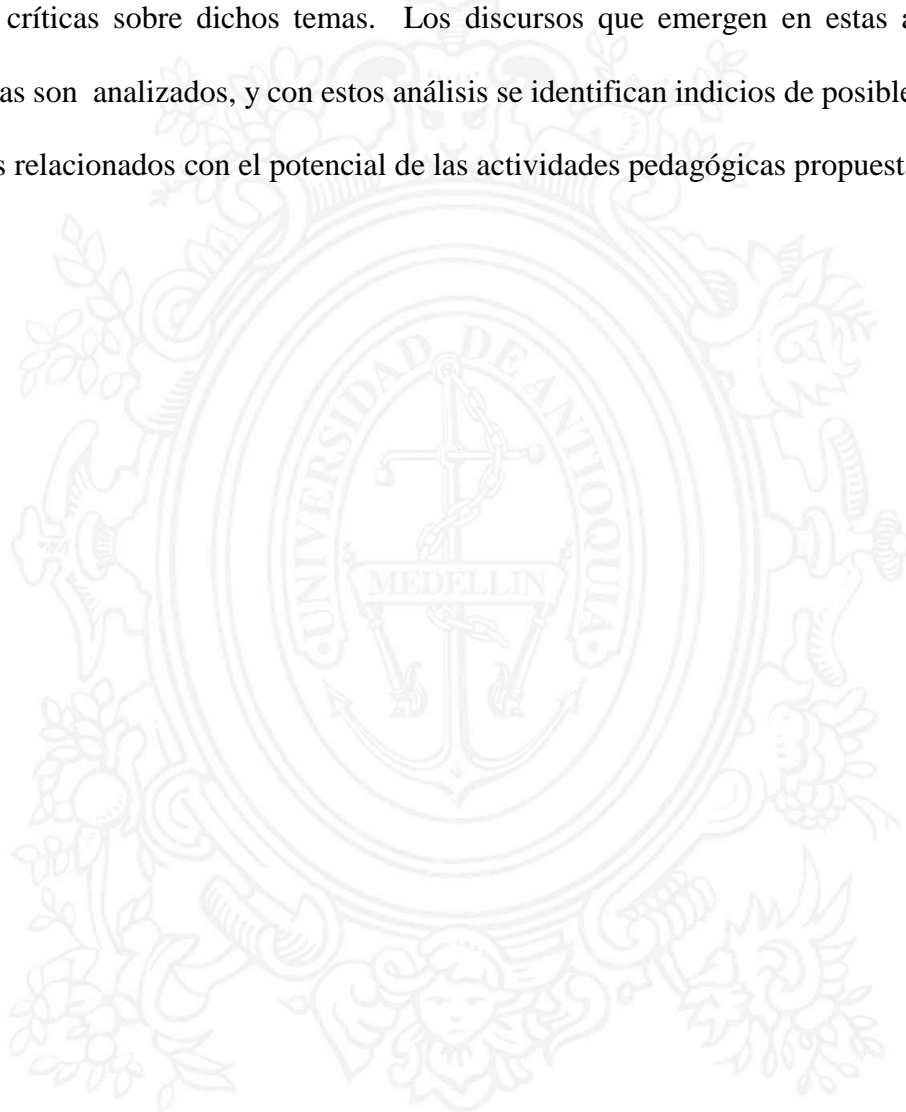 críticas sobre dichos temas. Los discursos que emergen en estas a
as son analizados, y con estos análisis se identifican indicios de posible
s relacionados con el potencial de las actividades pedagógicas propuest
UNIVERSIDAD DE ANTIOQUIA
MEDELLIN